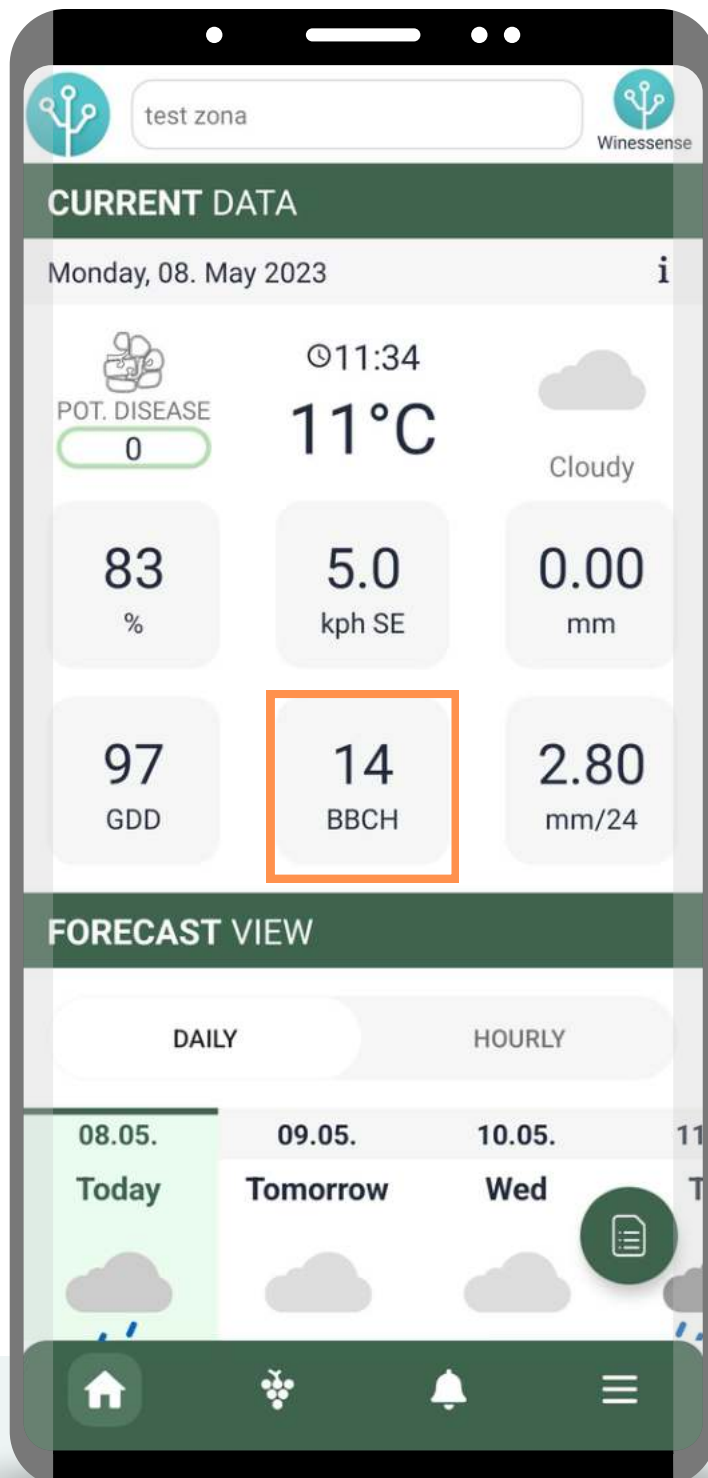 test zona
Winessense
CURRENT DATA
Monday, 08. May 2023 i
POT. DISEASE
0
11:34
11°C
Cloudy
83
%
5.0
kph SE
0.00
mm
97
GDD
14
BBCH
2.80
mm/24
FORECAST VIEW
DAILY HOURLY
08.05. 09.05. 10.05. 11
Today Tomorrow Wed T